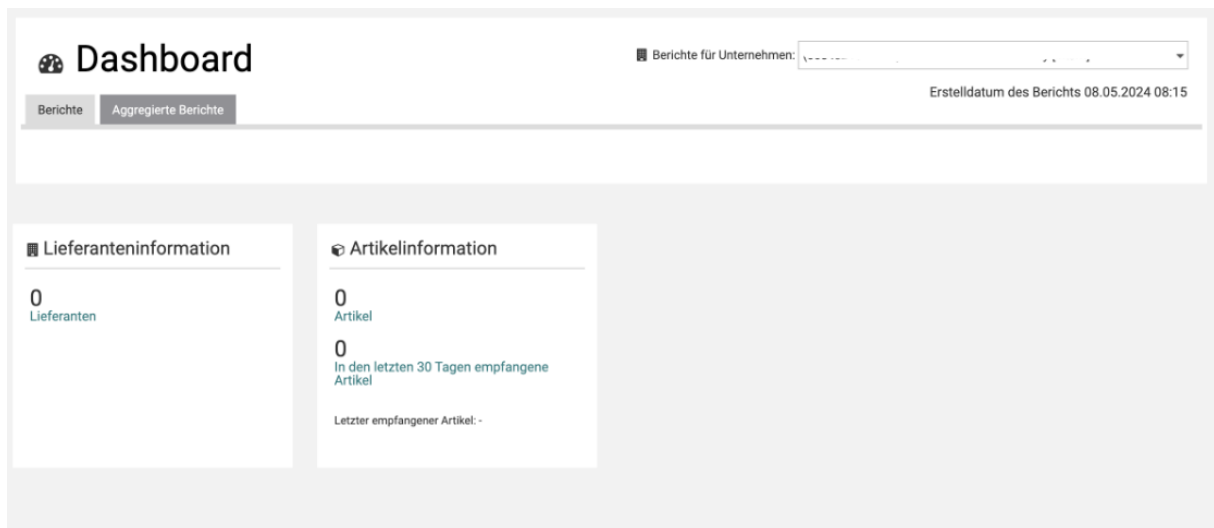 Dashboard
Berichte für Unternehmen:
Erstelldatum des Berichts 08.05.2024 08:15
Berichte
Aggregierte Berichte
Lieferanteninformation
0
Lieferanten
Artikelinformation
0
Artikel
0
In den letzten 30 Tagen empfangene
Artikel
Letzter empfangener Artikel: -